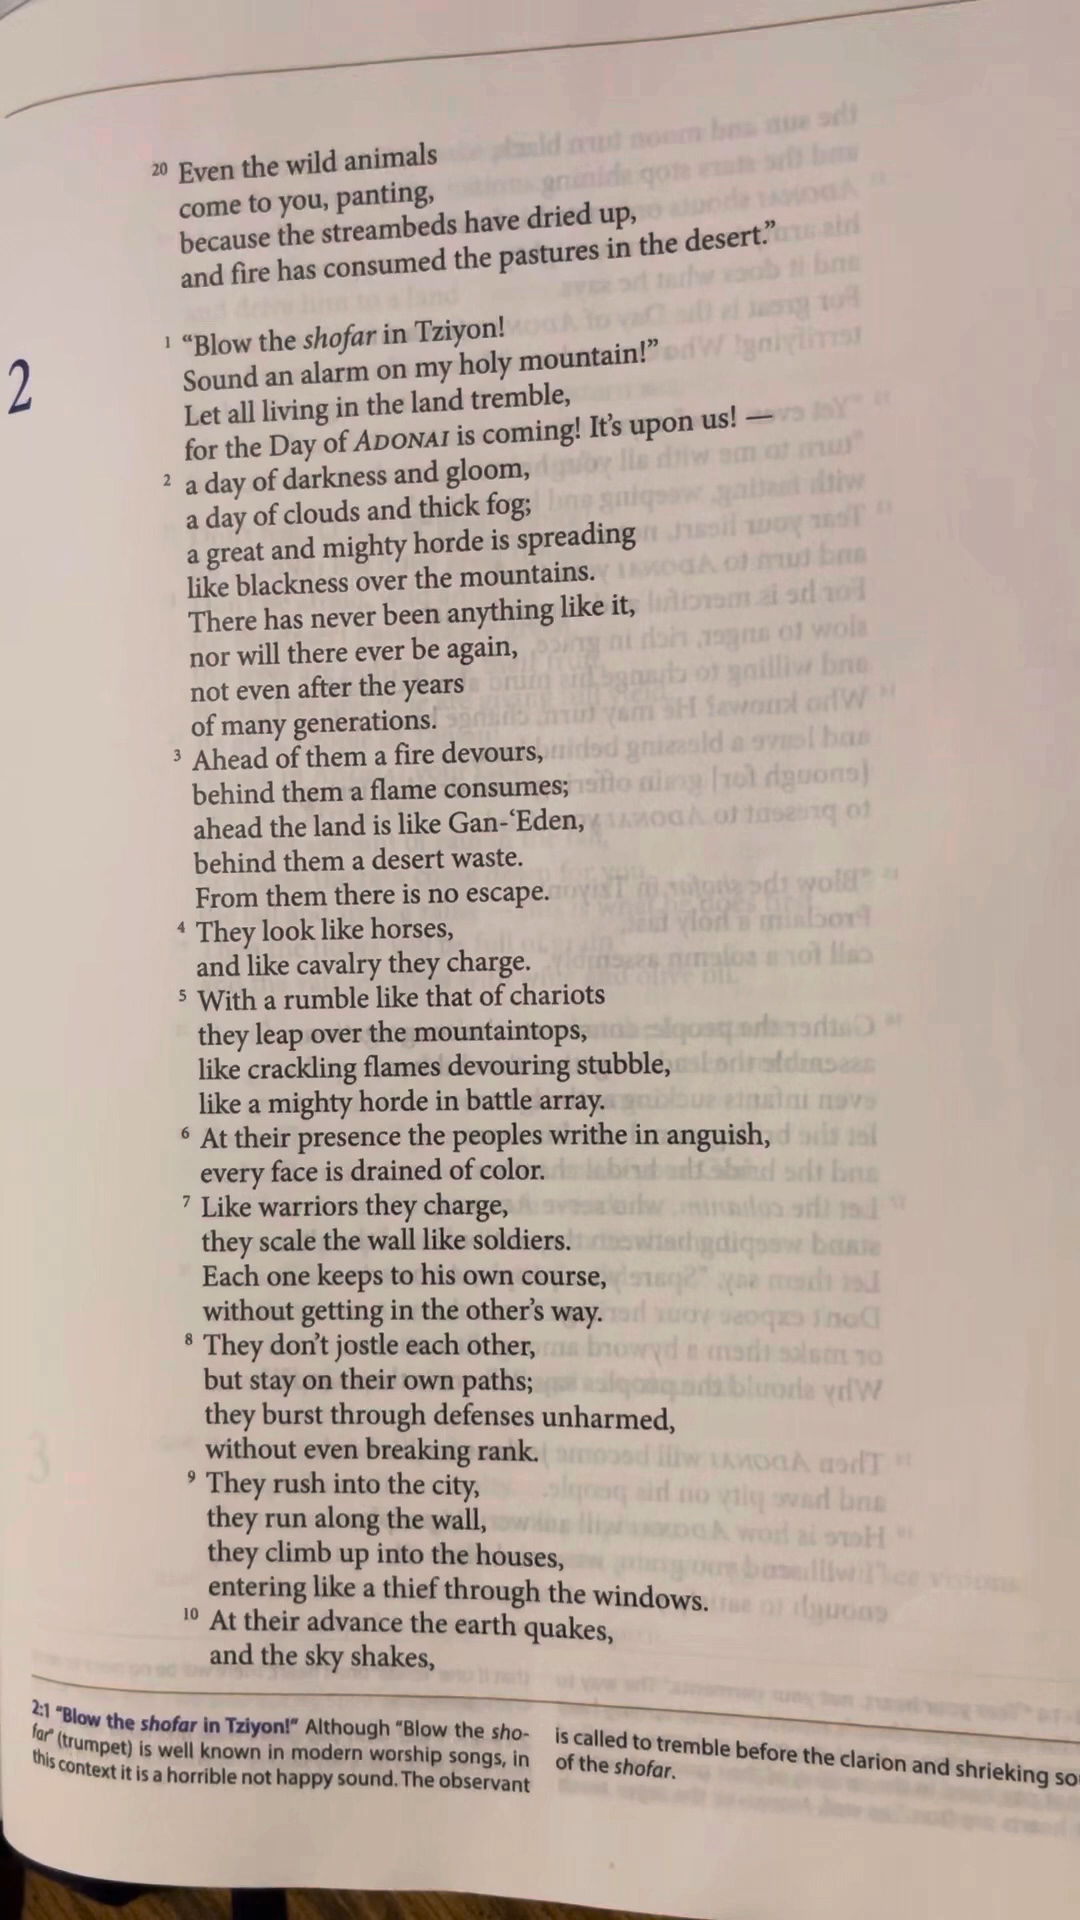 20 Even the wild animals
come to you, panting,
because the streambeds have dried up,
and fire has consumed the pastures in the desert.”
2
1 “Blow the shofar in Tziyon!
Sound an alarm on my holy mountain!”
Let all living in the land tremble,
for the Day of ADONAI is coming! It’s upon us! —
2 a day of darkness and gloom,
a day of clouds and thick fog;
a great and mighty horde is spreading
like blackness over the mountains.
There has never been anything like it,
nor will there ever be again,
not even after the years
of many generations.
3 Ahead of them a fire devours,
behind them a flame consumes;
ahead the land is like Gan-‘Eden,
behind them a desert waste.
From them there is no escape.
4 They look like horses,
and like cavalry they charge.
5 With a rumble like that of chariots
they leap over the mountaintops,
like crackling flames devouring stubble,
like a mighty horde in battle array.
6 At their presence the peoples writhe in anguish,
every face is drained of color.
7 Like warriors they charge,
they scale the wall like soldiers.
Each one keeps to his own course,
without getting in the other’s way.
8 They don’t jostle each other,
but stay on their own paths;
they burst through defenses unharmed,
without even breaking rank.
9 They rush into the city,
they run along the wall,
they climb up into the houses,
entering like a thief through the windows.
10 At their advance the earth quakes,
and the sky shakes,
2:1 “Blow the shofar in Tziyon!” Although “Blow the sho-
far” (trumpet) is well known in modern worship songs, in
this context it is a horrible not happy sound. The observant
is called to tremble before the clarion and shrieking
of the shofar.